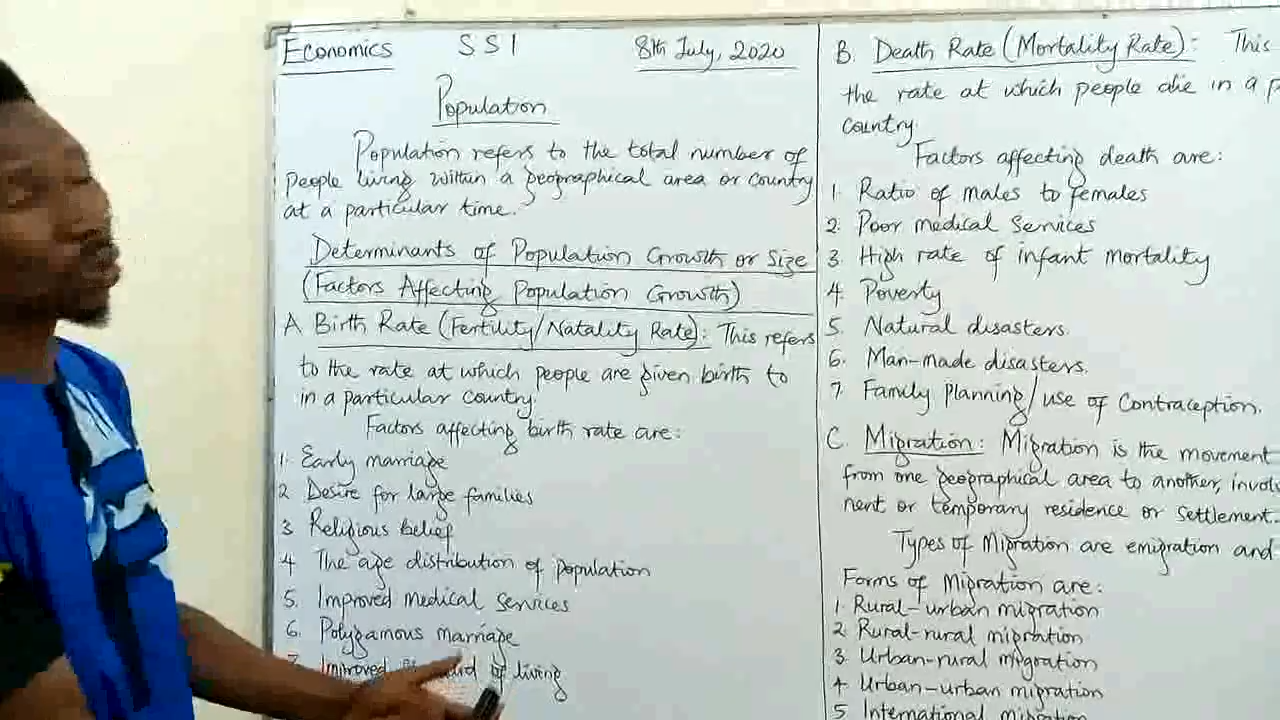 Economics SS1 8th July, 2020
Population
Population refers to the total number of
people living within a geographical area or country
at a particular time.
Determinants of Population Growth or Size
(Factors Affecting Population Growth)
A Birth Rate (Fertility/Natality Rate): This refers
to the rate at which people are given birth to
in a particular country.
Factors affecting birth rate are:
1. Early marriage
2 Desire for large families
3 Religious belief
4 The age distribution of population
5. Improved medical services
6. Polygamous marriage
7. Improved of living
B. Death Rate (Mortality Rate): This
the rate at which people die in a
country.
Factors affecting death are:
1. Ratio of males to females
2. Poor medical services
3. High rate of infant mortality
4. Poverty
5. Natural disasters.
6. Man-made disasters.
7. Family planning/use of contraception.
C. Migration: Migration is the movement
from one geographical area to another,
nent or temporary residence or settlement.
Types of Migration are emigration and
Forms of Migration are:
1. Rural-urban migration
2. Rural-rural migration
3. Urban-rural migration
4 Urban-urban migration
5 International migration